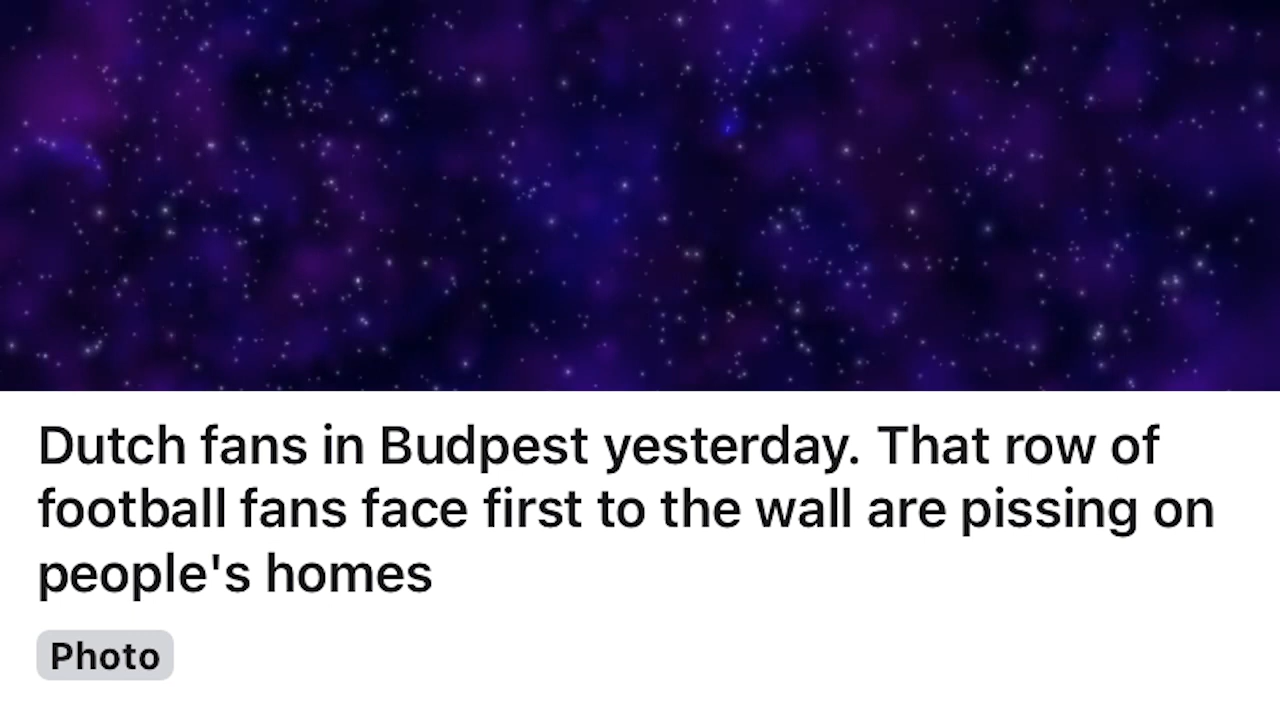 Dutch fans in Budpest yesterday. That row of
football fans face first to the wall are pissing on
people's homes
Photo